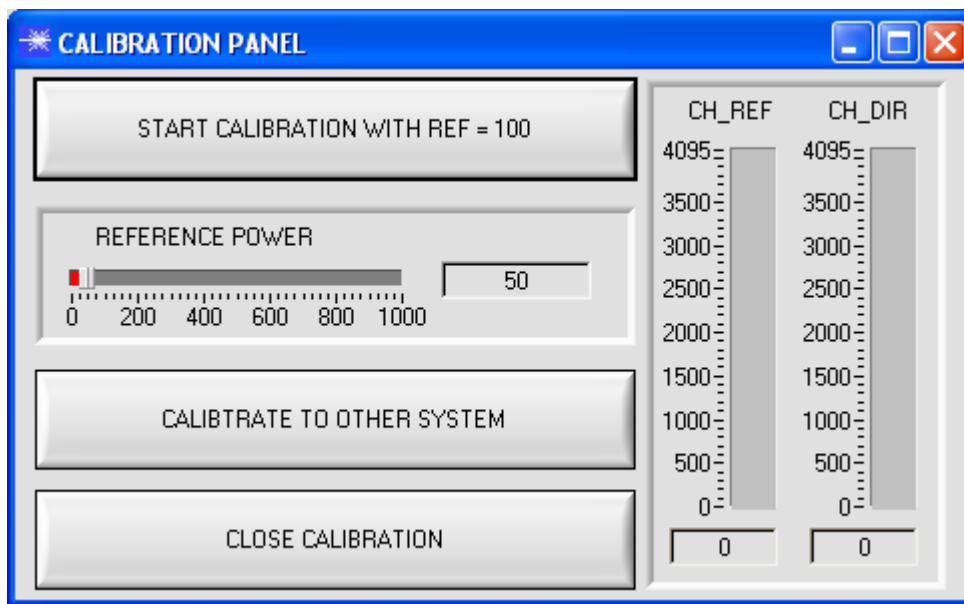 CALIBRATION PANEL
START CALIBRATION WITH REF = 100
REFERENCE POWER
50
0 200 400 600 800 1000
CALIBTRATE TO OTHER SYSTEM
CLOSE CALIBRATION
CH_REF CH_DIR
4095 4095
3500 3500
3000 3000
2500 2500
2000 2000
1500 1500
1000 1000
500 500
0 0
0 0